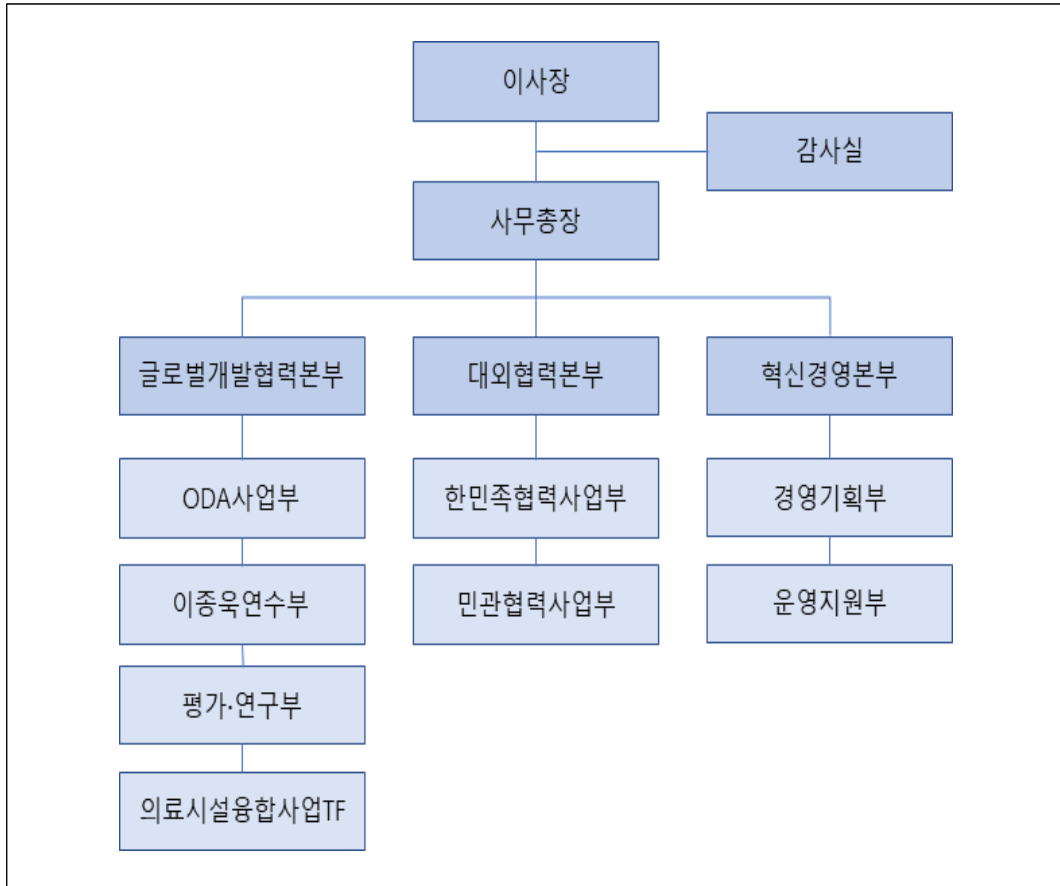 이사장
감사실
사무총장
글로벌개발협력본부
대외협력본부
혁신경영본부
ODA사업부
한민족협력사업부
경영기획부
이종욱연수부
민관협력사업부
운영지원부
평가·연구부
의료시설융합사업TF